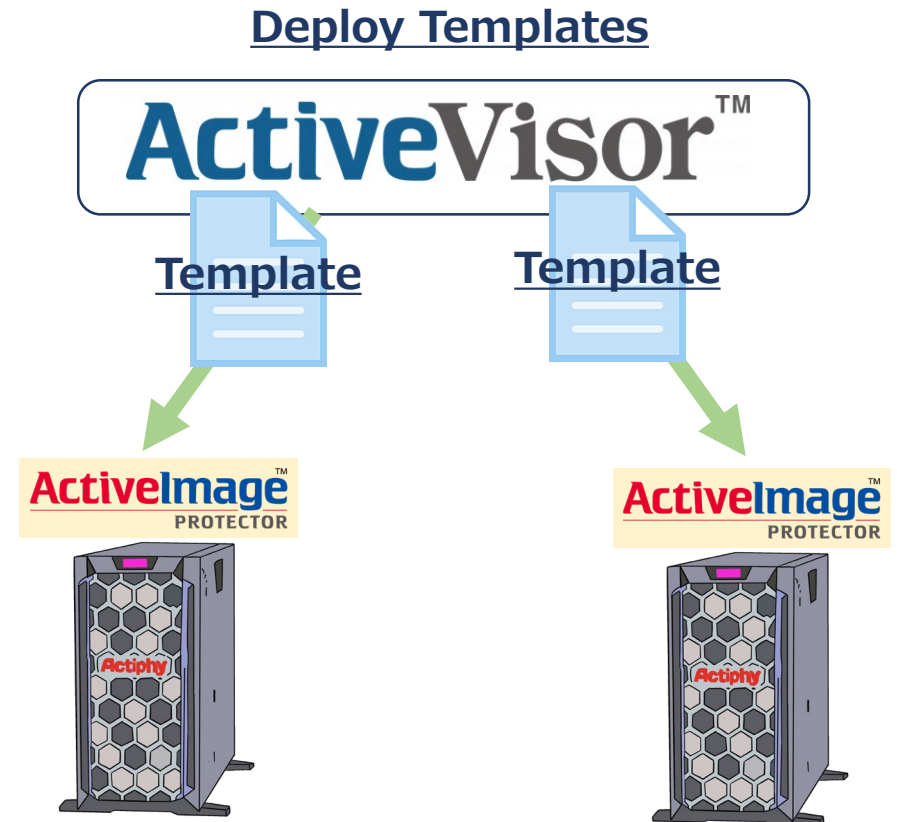 Deploy Templates
ActiveVisor™
Template
Template
ActiveImage™
PROTECTOR
ActiveImage™
PROTECTOR
Actiphy
Actiphy